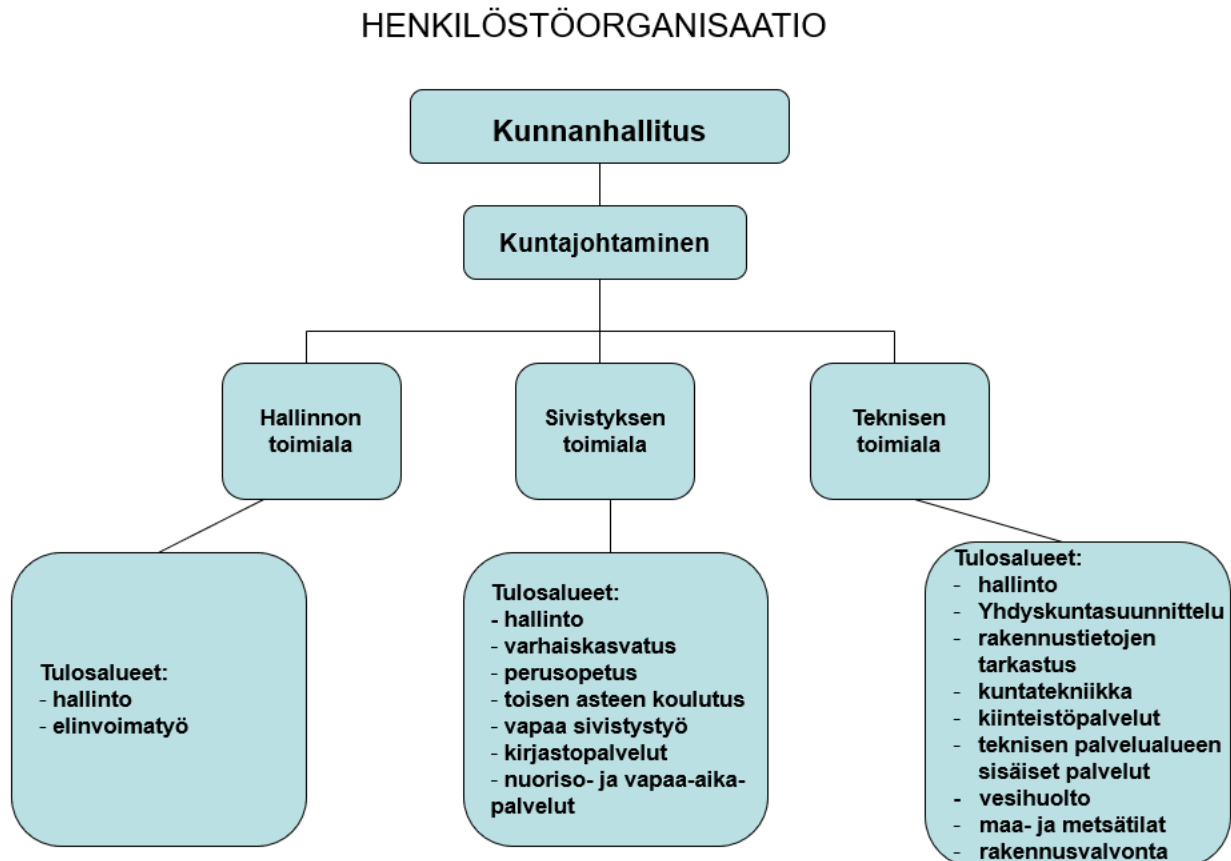 HENKILÖSTÖORGANISAATIO
Kunnanhallitus
Kuntajohtaminen
Hallinnon
toimiala
Sivistyksen
toimiala
Teknisen
toimiala
Tulosalueet:
- hallinto
- elinvoimatyö
Tulosalueet:
- hallinto
- varhaiskasvatus
- perusopetus
- toisen asteen koulutus
- vapaa sivistystyö
- kirjastopalvelut
- nuoriso- ja vapaa-aika-
palvelut
Tulosalueet:
- hallinto
- Yhdyskuntasuunnittelu
- rakennustietojen
tarkastus
- kuntatekniikka
- kiinteistöpalvelut
- teknisen palvelualueen
sisäiset palvelut
- vesihuolto
- maa- ja metsätilat
- rakennusvalvonta